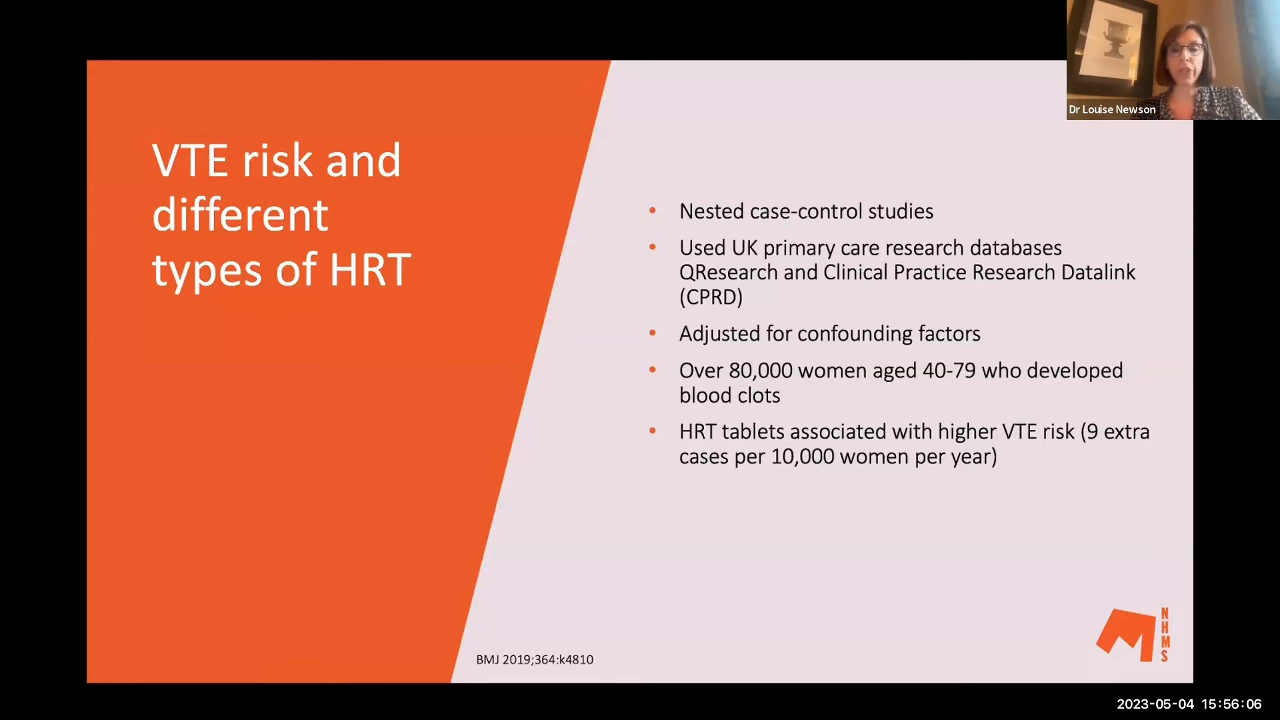 Dr Louise Newson
VTE risk and
different
types of HRT
• Nested case-control studies
• Used UK primary care research databases
QResearch and Clinical Practice Research Datalink
(CPRD)
• Adjusted for confounding factors
• Over 80,000 women aged 40-79 who developed
blood clots
• HRT tablets associated with higher VTE risk (9 extra
cases per 10,000 women per year)
BMJ 2019;364:k4810
NHMS
2023-05-04 15:56:06